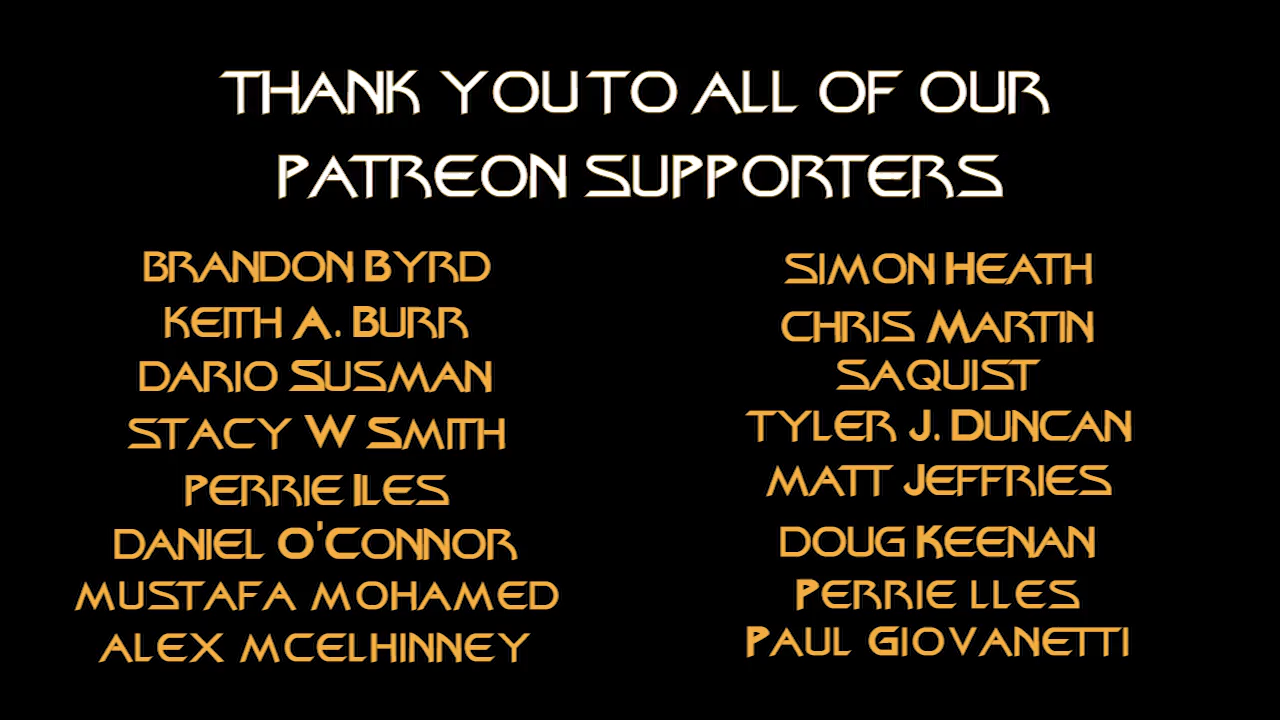 THANK YOU TO ALL OF OUR
PATREON SUPPORTERS
BRANDON BYRD
KEITH A. BURR
DARIO SUSMAN
STACY W SMITH
PERRIE ILES
DANIEL O'CONNOR
MUSTAFA MOHAMED
ALEX MCELHINNEY
SIMON HEATH
CHRIS MARTIN
SAQUIST
TYLER J. DUNCAN
MATT JEFFRIES
DOUG KEENAN
PERRIE LLES
PAUL GIOVANETTI